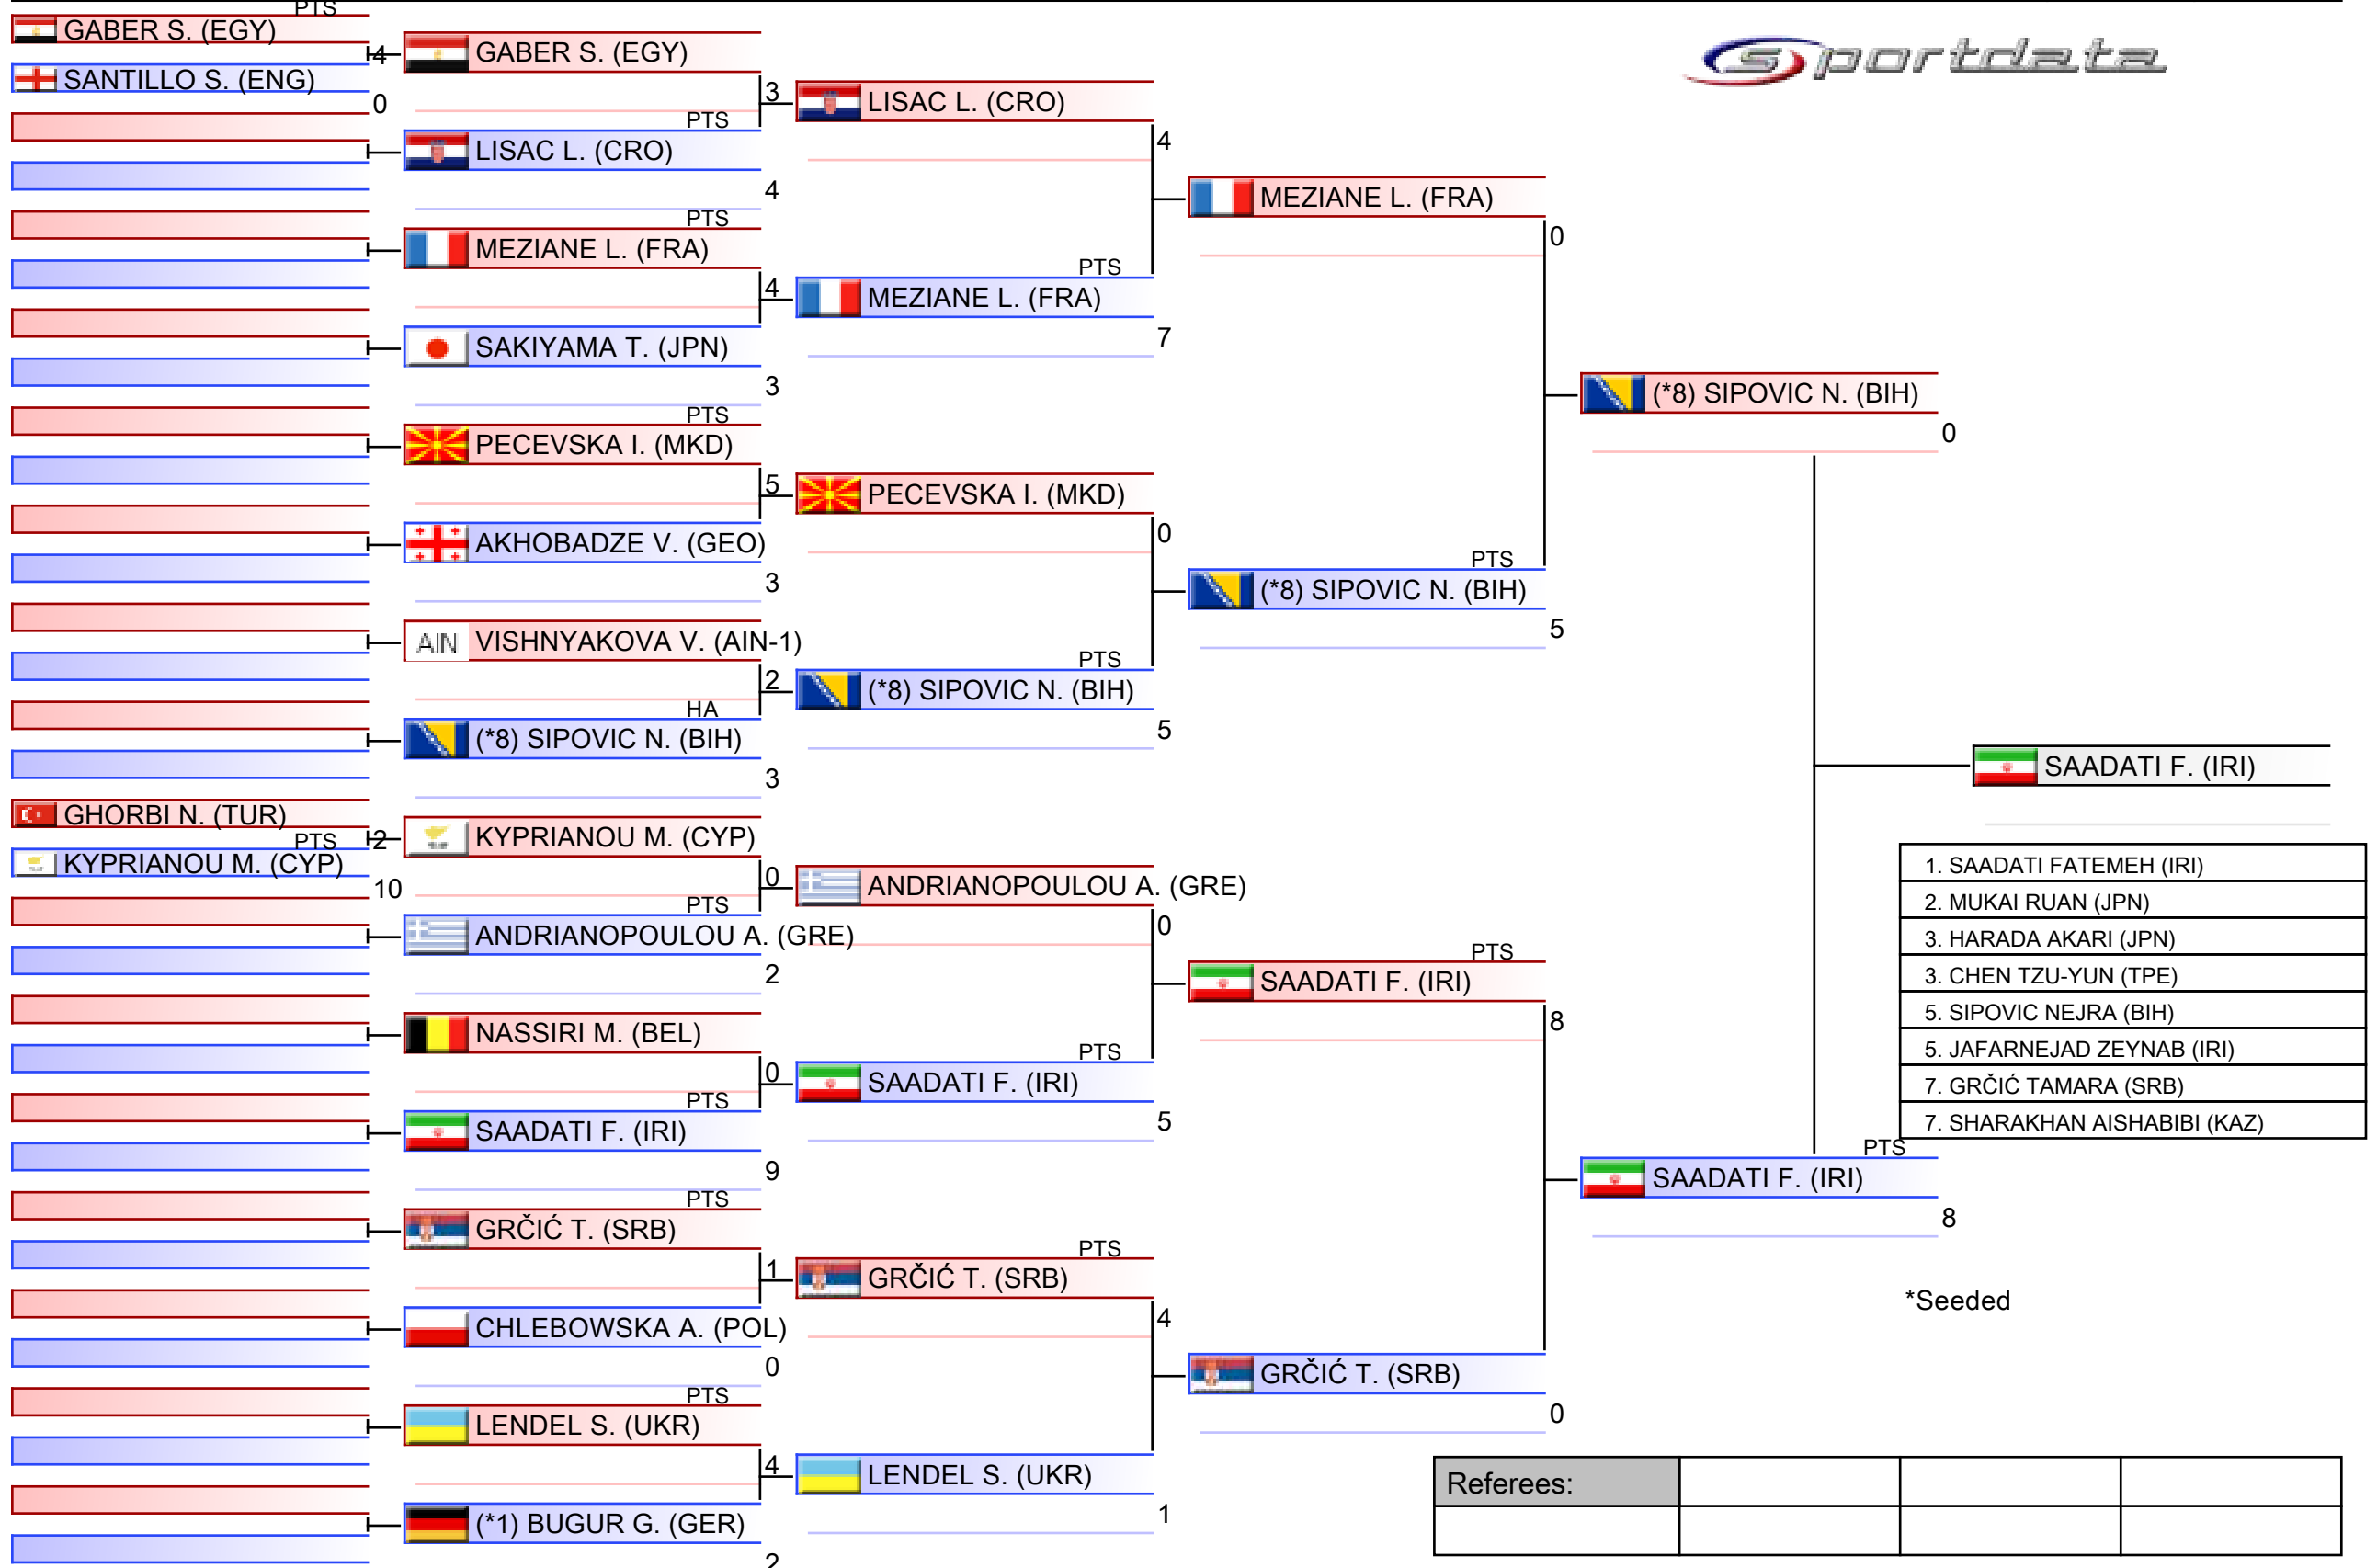 PTS
GABER S. (EGY)
4
SANTILLO S. (ENG)
0
GHORBI N. (TUR)
2
PTS
KYPRIANOU M. (CYP)
10
GABER S. (EGY)
3
PTS
LISAC L. (CRO)
4
PTS
MEZIANE L. (FRA)
4
SAKIYAMA T. (JPN)
3
PTS
PECEVSKA I. (MKD)
5
AKHOBADZE V. (GEO)
3
AIN VISHNYAKOVA V. (AIN-1)
2
HA
(*8) SIPOVIC N. (BIH)
3
KYPRIANOU M. (CYP)
0
PTS
ANDRIANOPOULOU A. (GRE)
2
NASSIRI M. (BEL)
0
PTS
SAADATI F. (IRI)
9
PTS
GRČIĆ T. (SRB)
1
CHLEBOWSKA A. (POL)
0
PTS
LENDEL S. (UKR)
4
(*1) BUGUR G. (GER)
2
LISAC L. (CRO)
4
PTS
MEZIANE L. (FRA)
7
PECEVSKA I. (MKD)
0
PTS
(*8) SIPOVIC N. (BIH)
5
ANDRIANOPOULOU A. (GRE)
0
PTS
SAADATI F. (IRI)
5
PTS
GRČIĆ T. (SRB)
4
LENDEL S. (UKR)
1
MEZIANE L. (FRA)
0
PTS
(*8) SIPOVIC N. (BIH)
5
PTS
SAADATI F. (IRI)
8
GRČIĆ T. (SRB)
0
(*8) SIPOVIC N. (BIH)
0
PTS
SAADATI F. (IRI)
8
sportdata
SAADATI F. (IRI)
1. SAADATI FATEMEH (IRI)
2. MUKAI RUAN (JPN)
3. HARADA AKARI (JPN)
3. CHEN TZU-YUN (TPE)
5. SIPOVIC NEJRA (BIH)
5. JAFARNEJAD ZEYNAB (IRI)
7. GRČIĆ TAMARA (SRB)
7. SHARAKHAN AISHABIBI (KAZ)
*Seeded
Referees: